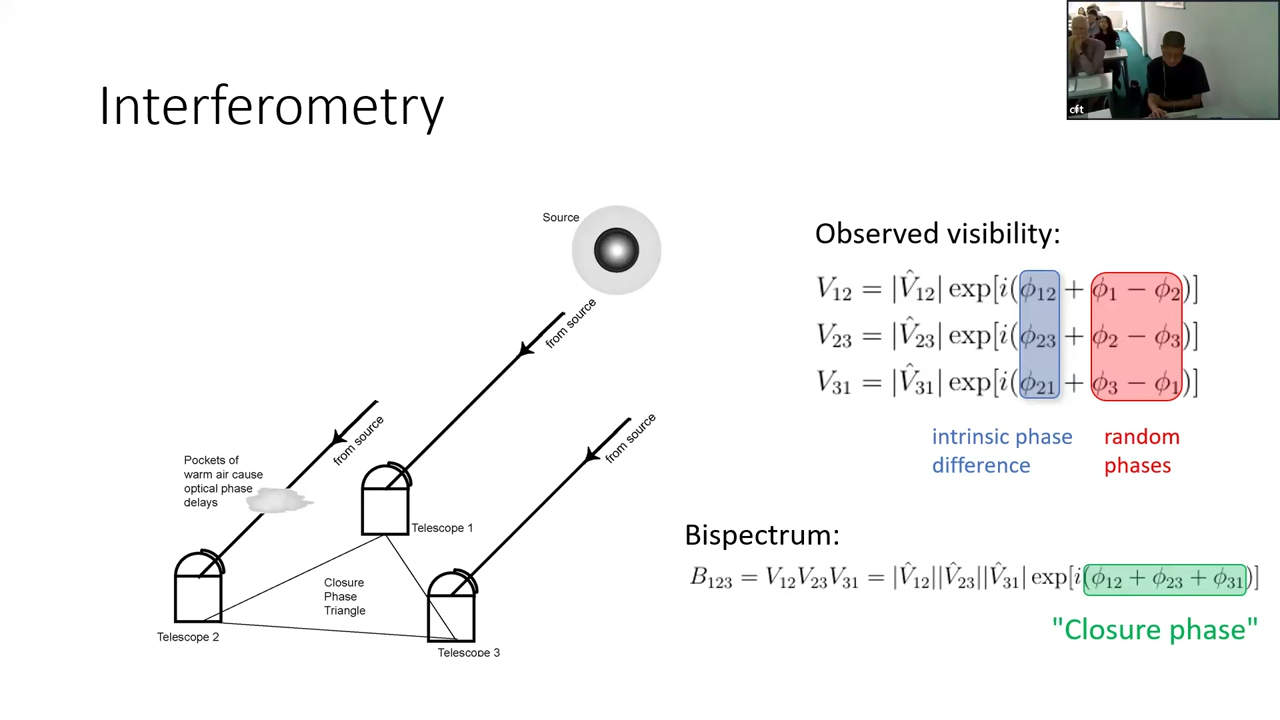 Interferometry
cft
Source
from source
from source
from source
Pockets of
warm air cause
optical phase
delays
Telescope 1
Closure
Phase
Triangle
Telescope 2
Telescope 3
Observed visibility:
V₁₂ = |V̂₁₂| exp[i(ϕ₁₂ + ϕ₁ − ϕ₂)]
V₂₃ = |V̂₂₃| exp[i(ϕ₂₃ + ϕ₂ − ϕ₃)]
V₃₁ = |V̂₃₁| exp[i(ϕ₂₁ + ϕ₃ − ϕ₁)]
intrinsic phase
difference
random
phases
Bispectrum:
B₁₂₃ = V₁₂V₂₃V₃₁ = |V̂₁₂||V̂₂₃||V̂₃₁| exp[i(ϕ₁₂ + ϕ₂₃ + ϕ₃₁)]
"Closure phase"